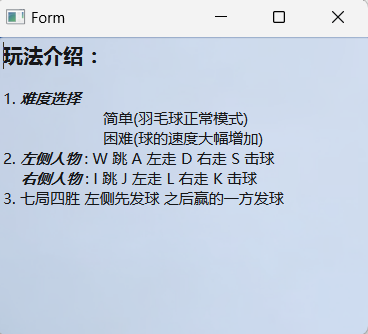 Form
玩法介绍：
1. 难度选择
简单(羽毛球正常模式)
困难(球的速度大幅增加)
2. 左侧人物 : W 跳 A 左走 D 右走 S 击球
右侧人物 : I 跳 J 左走 L 右走 K 击球
3. 七局四胜 左侧先发球 之后赢的一方发球